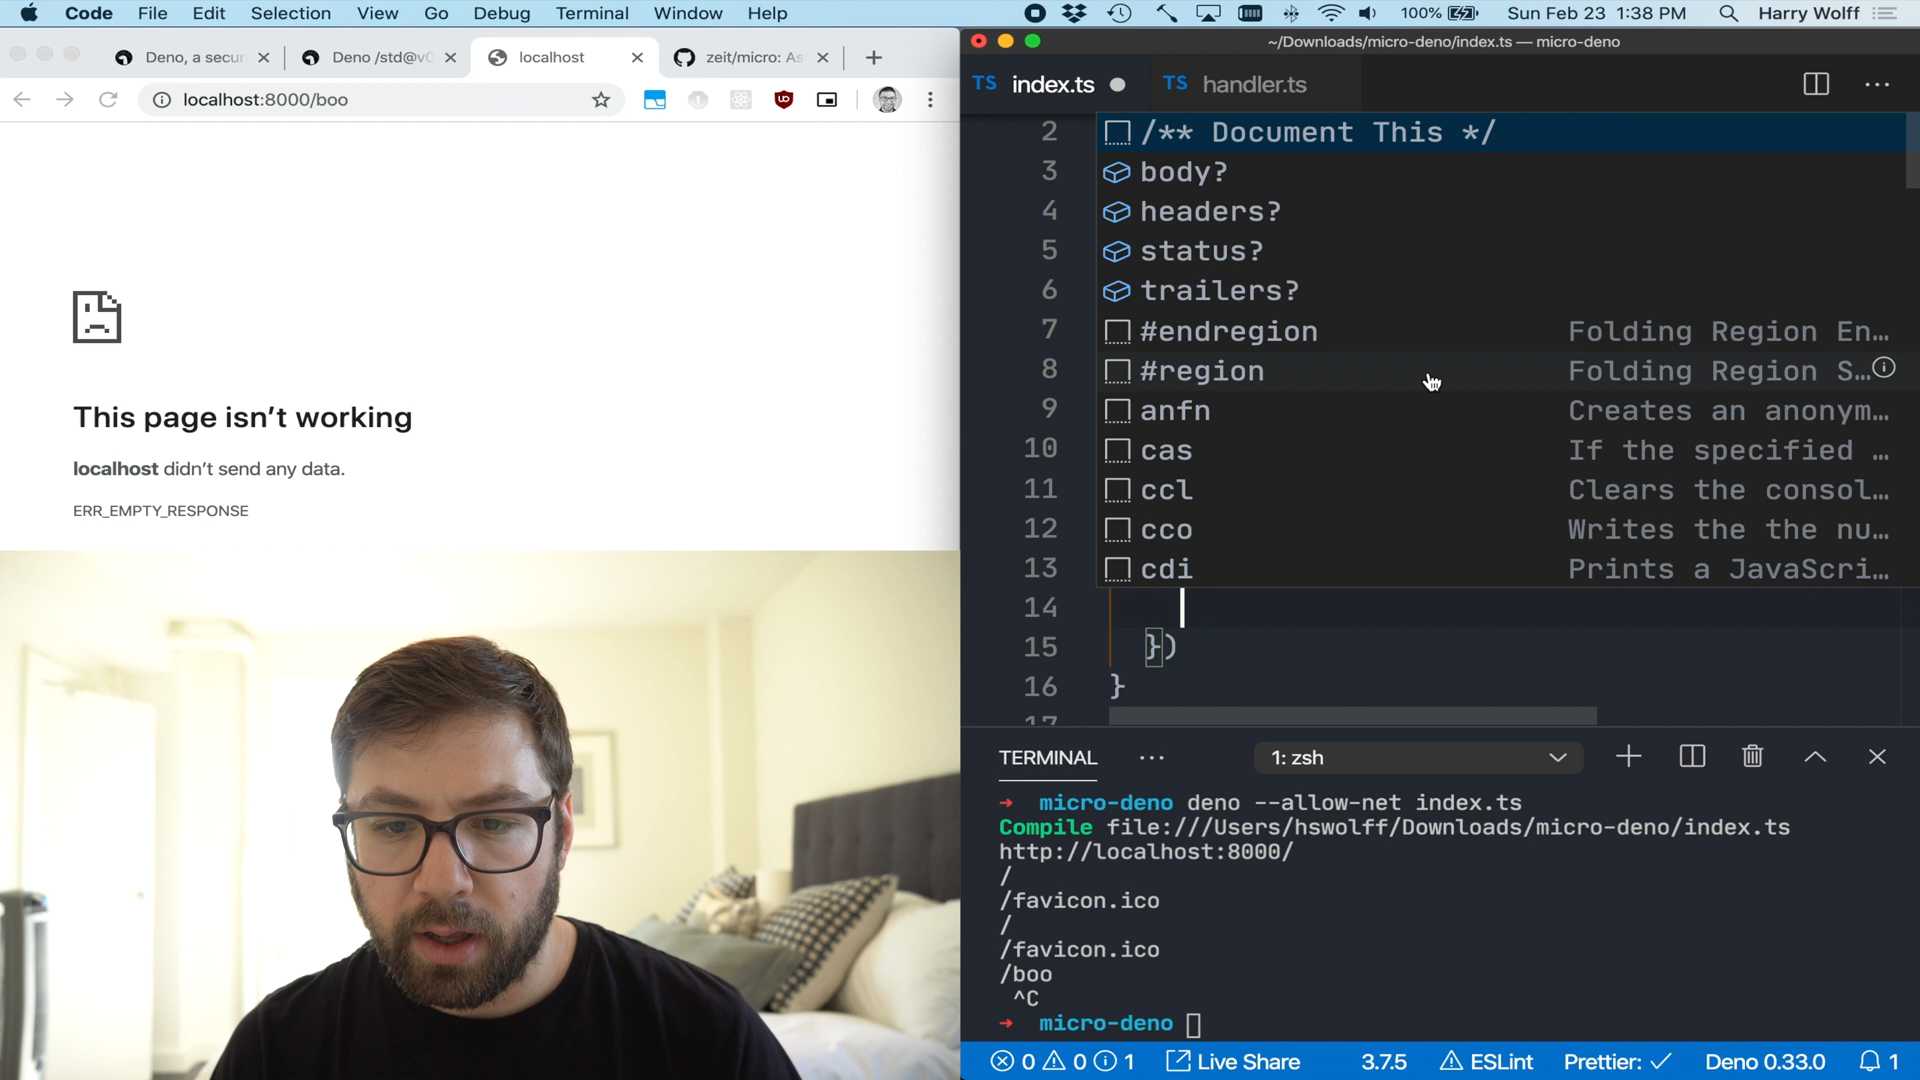 Code File Edit Selection View Go Debug Terminal Window Help 100% Sun Feb 23 1:38 PM Harry Wolff
Deno, a secur
Deno /std@v0
localhost
zeit/micro: As
localhost:8000/boo
This page isn't working
localhost didn't send any data.
ERR_EMPTY_RESPONSE
~/Downloads/micro-deno/index.ts — micro-deno
TS index.ts
TS handler.ts
2 /** Document This */
3 body?
4 headers?
5 status?
6 trailers?
7 #endregion Folding Region En…
8 #region Folding Region S…
9 anfn Creates an anonym…
10 cas If the specified …
11 ccl Clears the consol…
12 cco Writes the the nu…
13 cdi Prints a JavaScri…
14
15 })
16 }
17
TERMINAL ··· 1: zsh
→ micro-deno deno --allow-net index.ts
Compile file:///Users/hswolff/Downloads/micro-deno/index.ts
http://localhost:8000/
/
/favicon.ico
/
/favicon.ico
/boo
^C
→ micro-deno
0 0 1 Live Share 3.7.5 ESLint Prettier: ✓ Deno 0.33.0 1